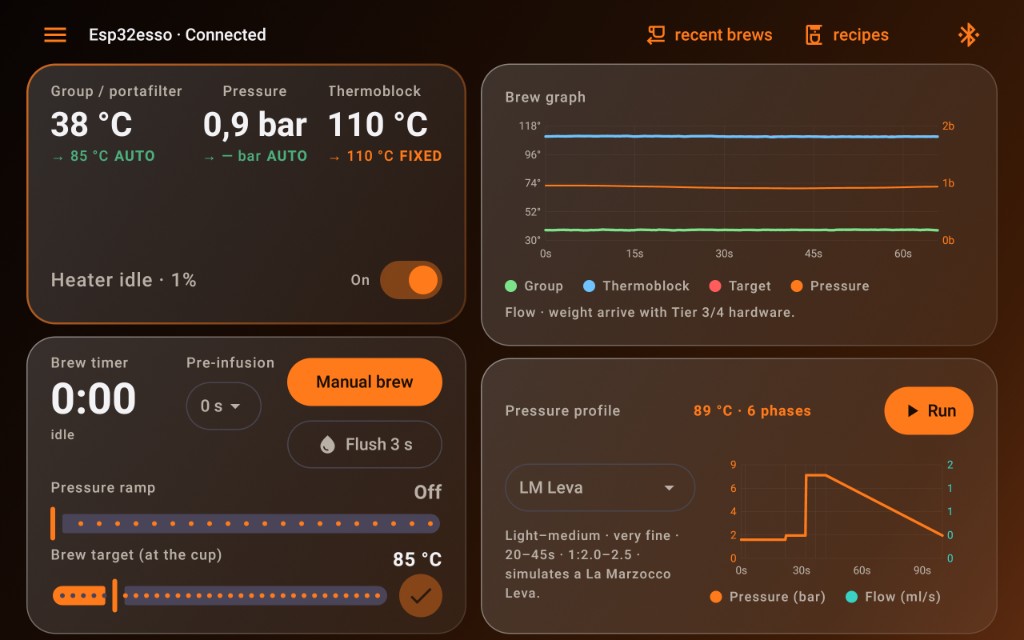 Esp32esso · Connected
recent brews
recipes
Group / portafilter
Pressure
Thermoblock
38 °C
0,9 bar
110 °C
→ 85 °C AUTO
→ — bar AUTO
→ 110 °C FIXED
Heater idle · 1%
On
Brew graph
118°
96°
74°
52°
30°
2b
1b
0b
0s
15s
30s
45s
60s
Group
Thermoblock
Target
Pressure
Flow · weight arrive with Tier 3/4 hardware.
Brew timer
0:00
idle
Pre-infusion
0 s
Manual brew
Flush 3 s
Pressure ramp
Off
Brew target (at the cup)
85 °C
Pressure profile
89 °C · 6 phases
Run
LM Leva
Light–medium · very fine ·
20–45s · 1:2.0–2.5 ·
simulates a La Marzocco
Leva.
9
6
4
2
0
2
1
1
0
0
0s
30s
60s
90s
Pressure (bar)
Flow (ml/s)